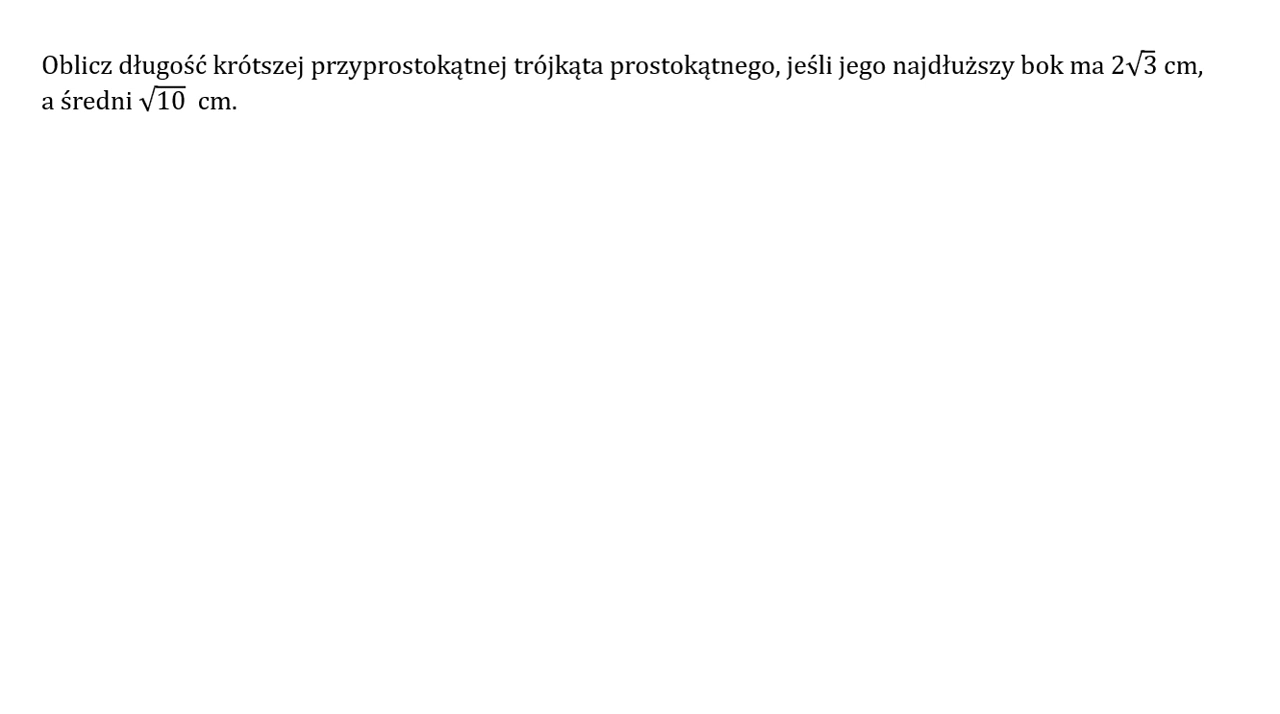 Oblicz długość krótszej przyprostokątnej trójkąta prostokątnego, jeśli jego najdłuższy bok ma 2√3 cm,
a średni √10 cm.